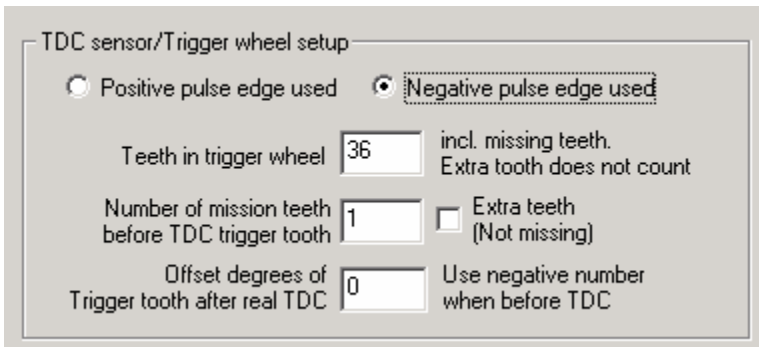 TDC sensor/Trigger wheel setup
Positive pulse edge used
Negative pulse edge used
Teeth in trigger wheel
36
incl. missing teeth.
Extra tooth does not count
Number of mission teeth
before TDC trigger tooth
1
Extra teeth
(Not missing)
Offset degrees of
Trigger tooth after real TDC
0
Use negative number
when before TDC